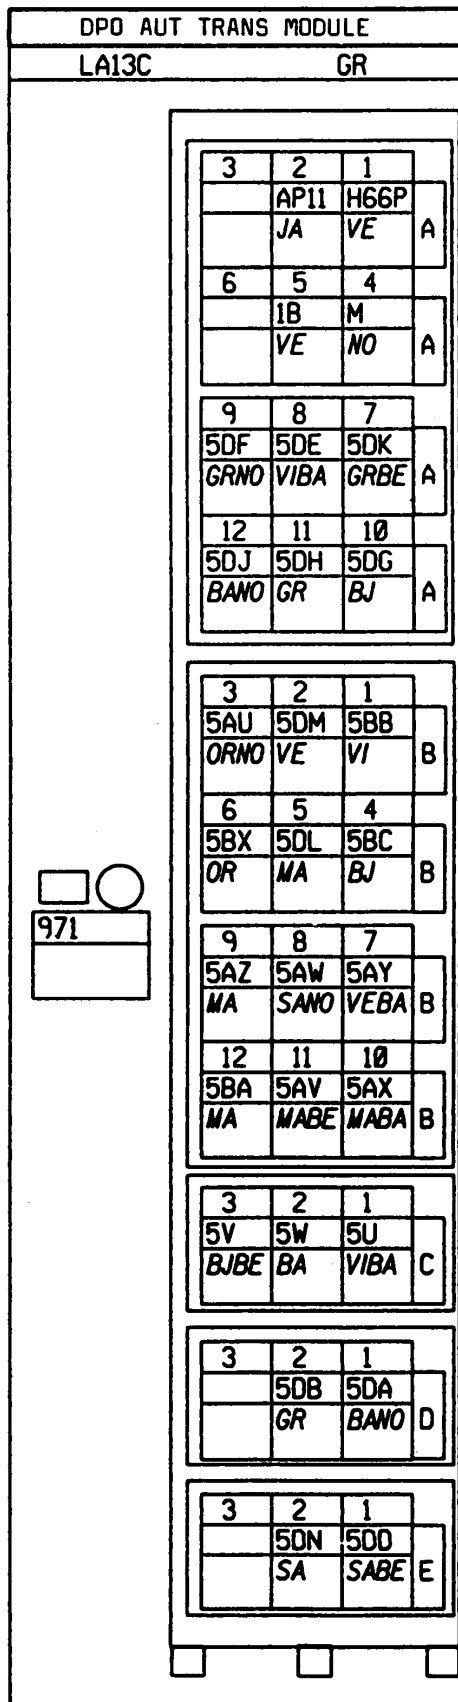 DPO AUT TRANS MODULE
LA13C GR
3 2 1
AP11 H66P
JA VE A
6 5 4
1B M
VE NO A
9 8 7
5DF 5DE 5DK
GRNO VIBA GRBE A
12 11 10
5DJ 5DH 5DG
BANO GR BJ A
3 2 1
5AU 5DM 5BB
ORNO VE VI B
6 5 4
5BX 5DL 5BC
OR MA BJ B
971
9 8 7
5AZ 5AW 5AY
MA SANO VEBA B
12 11 10
5BA 5AV 5AX
MA MABE MABA B
3 2 1
5V 5W 5U
BJBE BA VIBA C
3 2 1
5DB 5DA
GR BANO D
3 2 1
5DN 5DD
SA SABE E